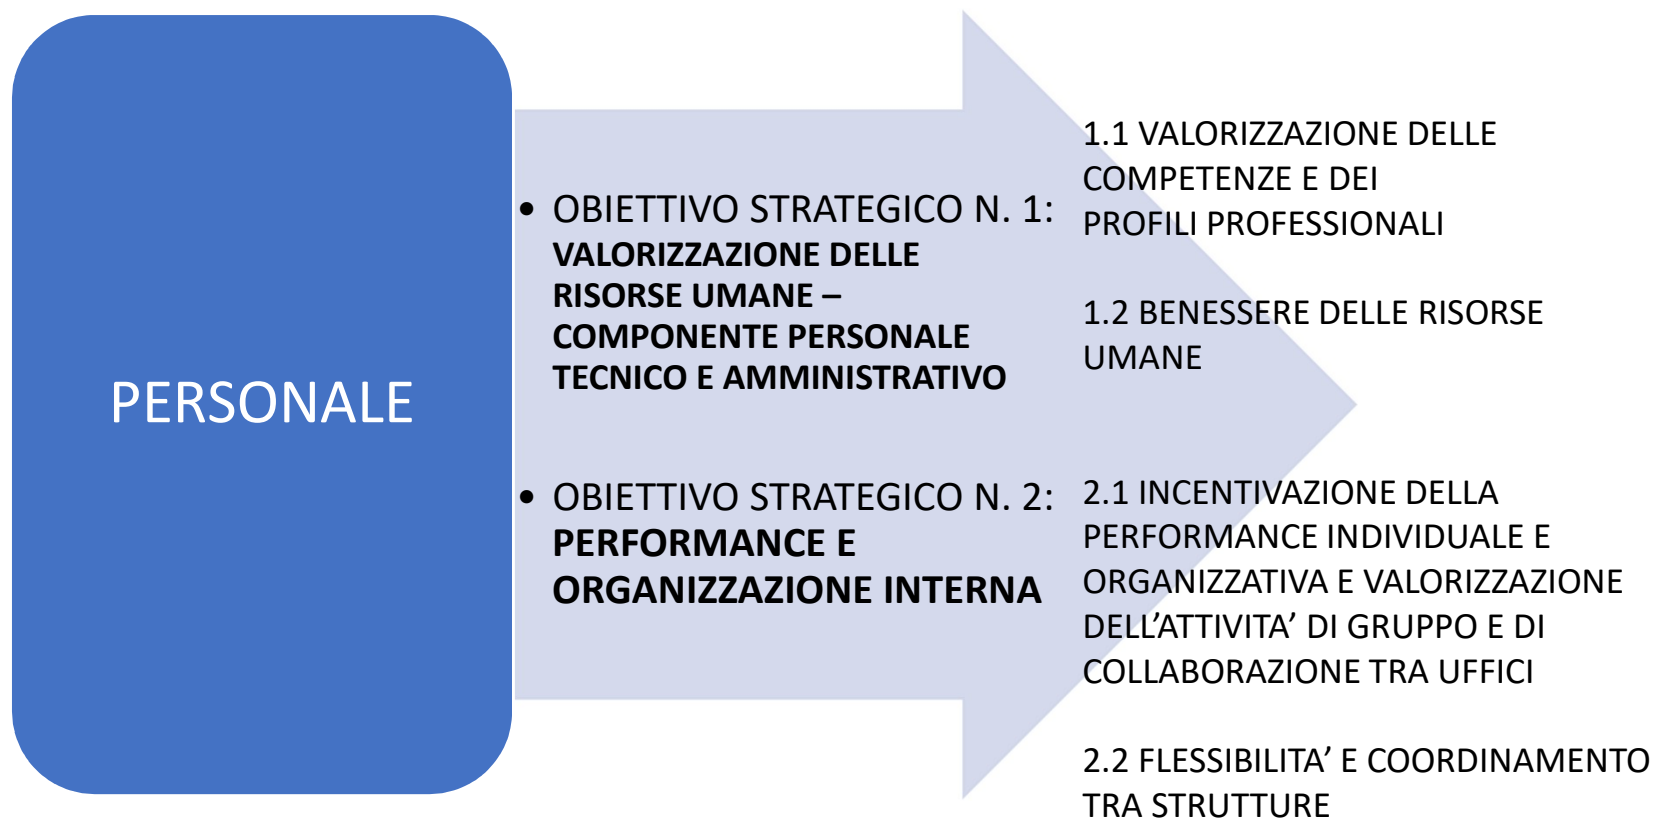 PERSONALE
• OBIETTIVO STRATEGICO N. 1:
VALORIZZAZIONE DELLE
RISORSE UMANE –
COMPONENTE PERSONALE
TECNICO E AMMINISTRATIVO
• OBIETTIVO STRATEGICO N. 2:
PERFORMANCE E
ORGANIZZAZIONE INTERNA
1.1 VALORIZZAZIONE DELLE
COMPETENZE E DEI
PROFILI PROFESSIONALI
1.2 BENESSERE DELLE RISORSE
UMANE
2.1 INCENTIVAZIONE DELLA
PERFORMANCE INDIVIDUALE E
ORGANIZZATIVA E VALORIZZAZIONE
DELL’ATTIVITA’ DI GRUPPO E DI
COLLABORAZIONE TRA UFFICI
2.2 FLESSIBILITA’ E COORDINAMENTO
TRA STRUTTURE